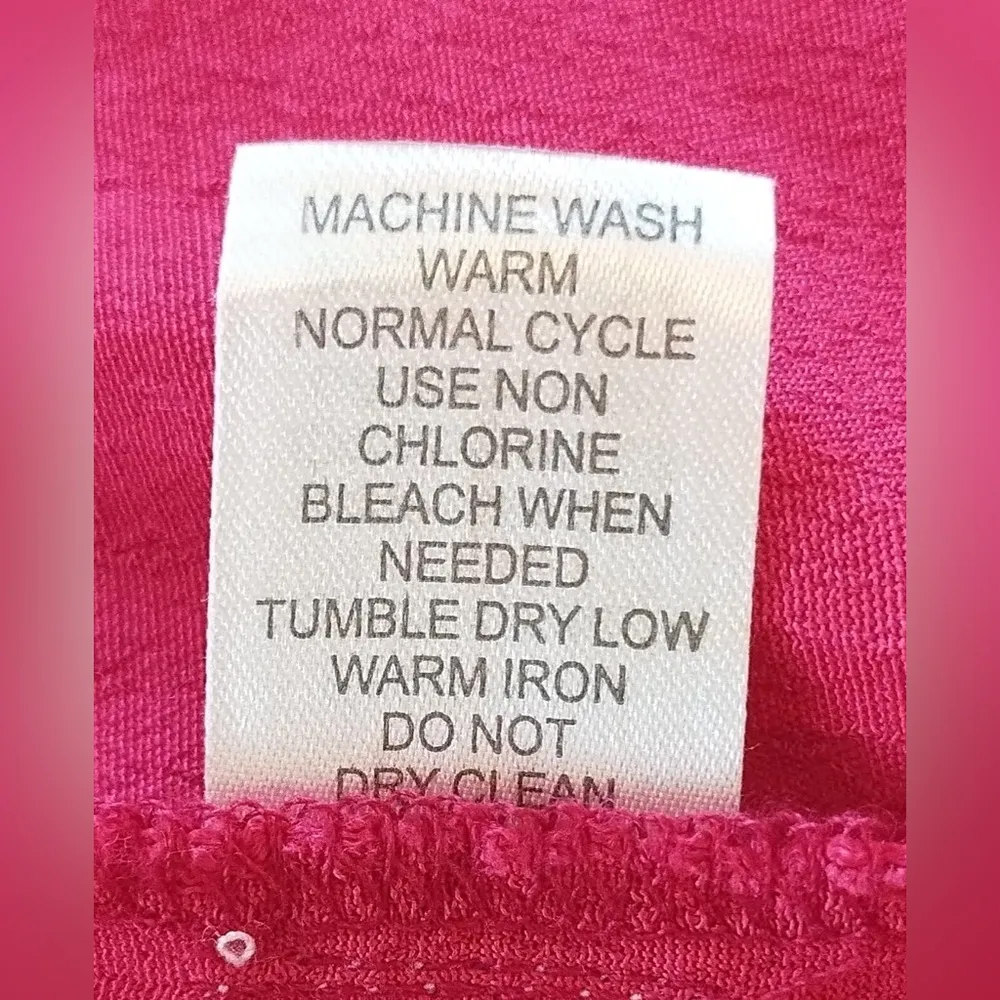 MACHINE WASH
WARM
NORMAL CYCLE
USE NON
CHLORINE
BLEACH WHEN
NEEDED
TUMBLE DRY LOW
WARM IRON
DO NOT
DRY CLEAN